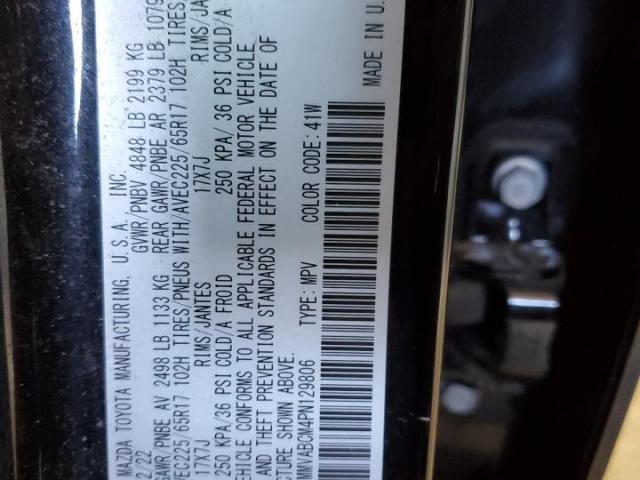 MAZDA TOYOTA MANUFACTURING, U.S.A. INC.
2/22 GVWR/PNBV 4848 LB 2199 KG
GAWR/PNBE AV 2498 LB 1133 KG REAR GAWR/PNBE AR 2379 LB 1079
VEC225/65R17 102H TIRES/PNEUS WITH/AVEC225/65R17 102H TIRES/
17X7J RIMS/JANTES 17X7J RIMS/JA
250 KPA/36 PSI COLD/A FROID 250 KPA/ 36 PSI COLD/A
VEHICLE CONFORMS TO ALL APPLICABLE FEDERAL MOTOR VEHICLE
AND THEFT PREVENTION STANDARDS IN EFFECT ON THE DATE OF
CTURE SHOWN ABOVE.
MMVABCM4PN129806 TYPE: MPV COLOR CODE: 41W
MADE IN U.